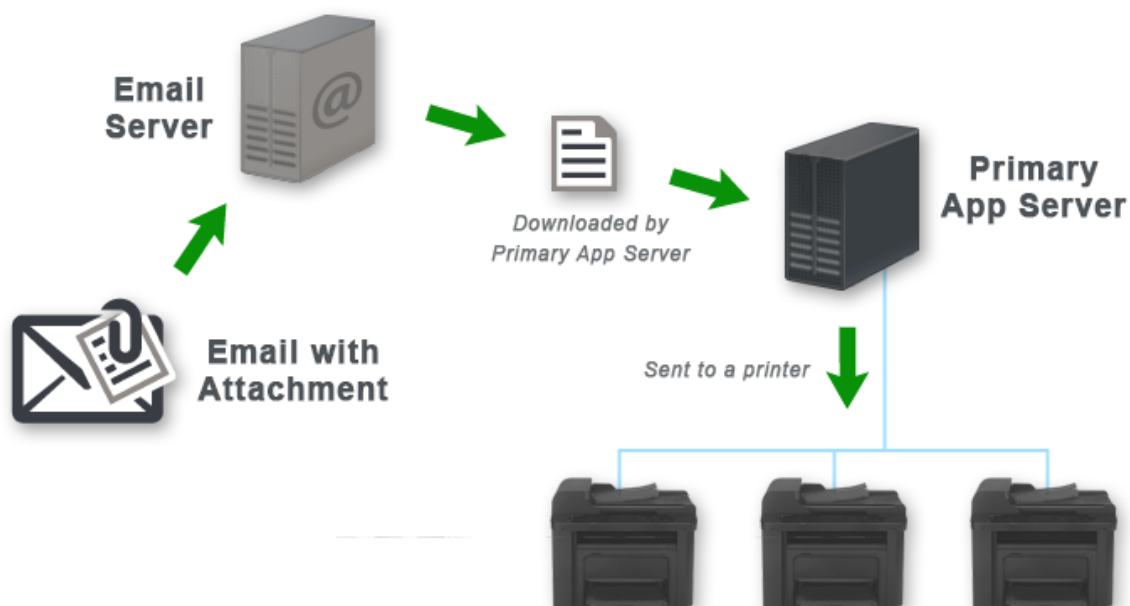 Email
Server
@
Downloaded by
Primary App Server
Primary
App Server
Email with
Attachment
Sent to a printer